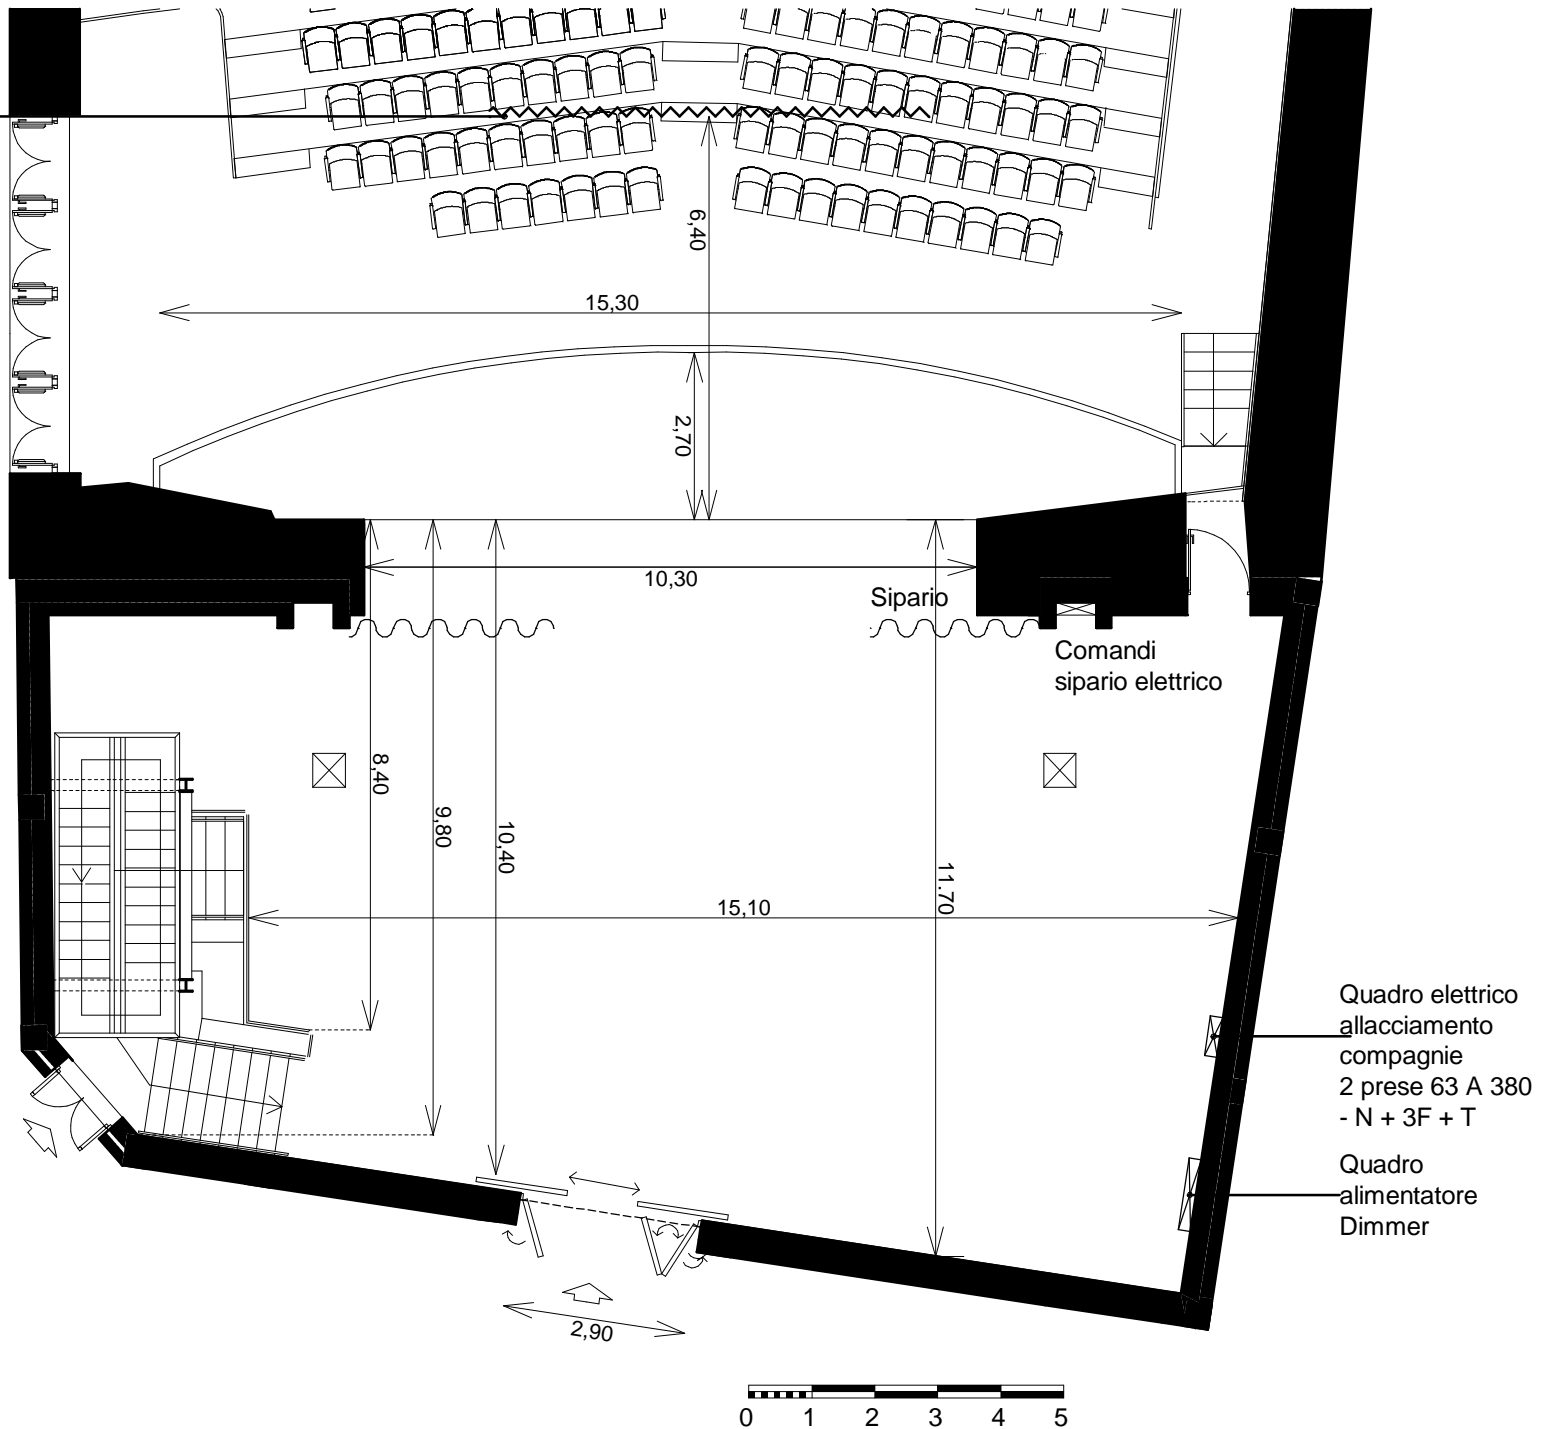 6,40
15,30
2,70
10,30
Sipario
Comandi
sipario elettrico
8,40
9,80
10,40
11.70
15,10
Quadro elettrico
allacciamento
compagnie
2 prese 63 A 380
- N + 3F + T
Quadro
alimentatore
Dimmer
2,90
0 1 2 3 4 5